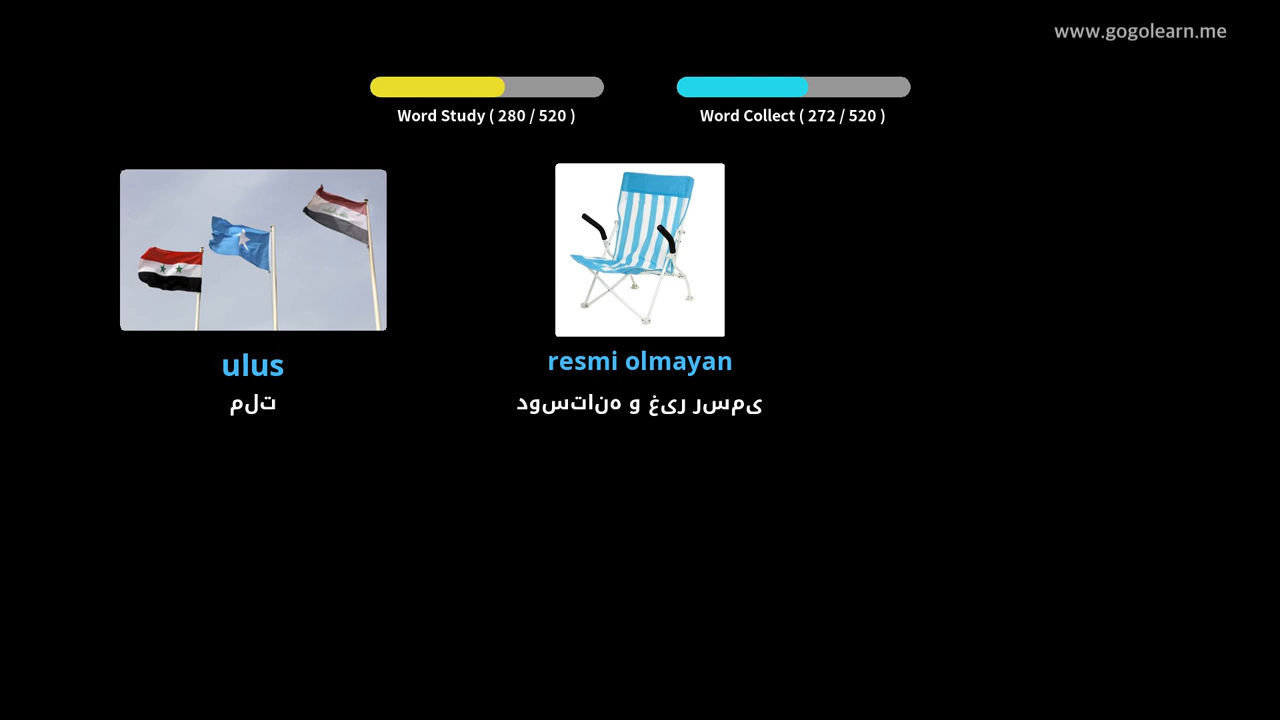 www.gogolearn.me
Word Study ( 280 / 520 )
Word Collect ( 272 / 520 )
ulus
resmi olmayan
ملت
دوستانه و غیر رسمی